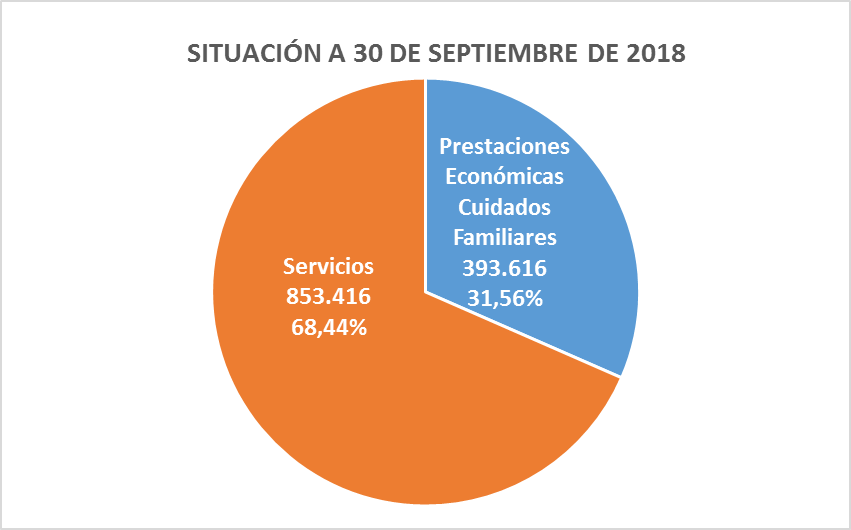 SITUACIÓN A 30 DE SEPTIEMBRE DE 2018
Prestaciones
Económicas
Cuidados
Familiares
393.616
31,56%
Servicios
853.416
68,44%